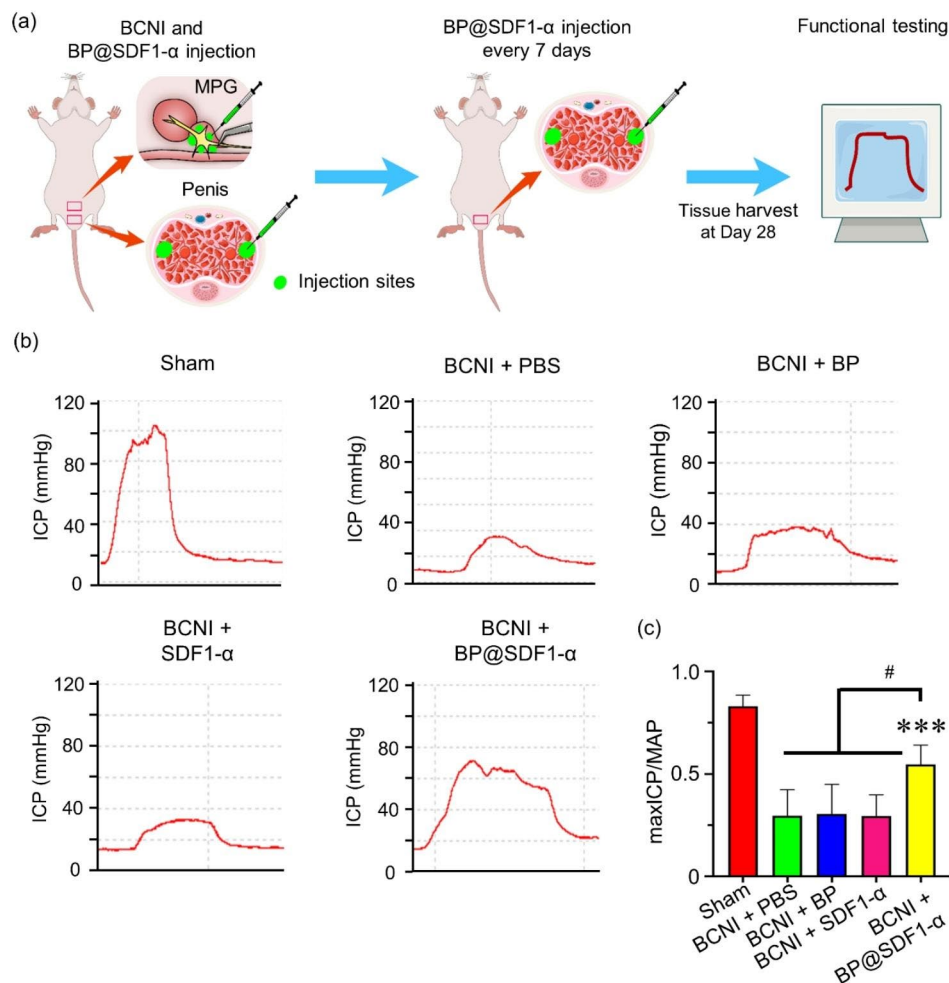 (a)
BCNI and
BP@SDF1-α injection
MPG
Penis
Injection sites
BP@SDF1-α injection
every 7 days
Tissue harvest
at Day 28
Functional testing
(b)
Sham
120
80
40
0
ICP (mmHg)
BCNI + PBS
120
80
40
0
ICP (mmHg)
BCNI + BP
120
80
40
0
ICP (mmHg)
BCNI +
SDF1-α
120
80
40
0
ICP (mmHg)
BCNI +
BP@SDF1-α
120
80
40
0
ICP (mmHg
(c)
1.0
0.5
0
maxICP/MAP
#
***
Sham
BCNI + PBS
BCNI + BP
BCNI + SDF1-α
BCNI +
BP@SDF1-α